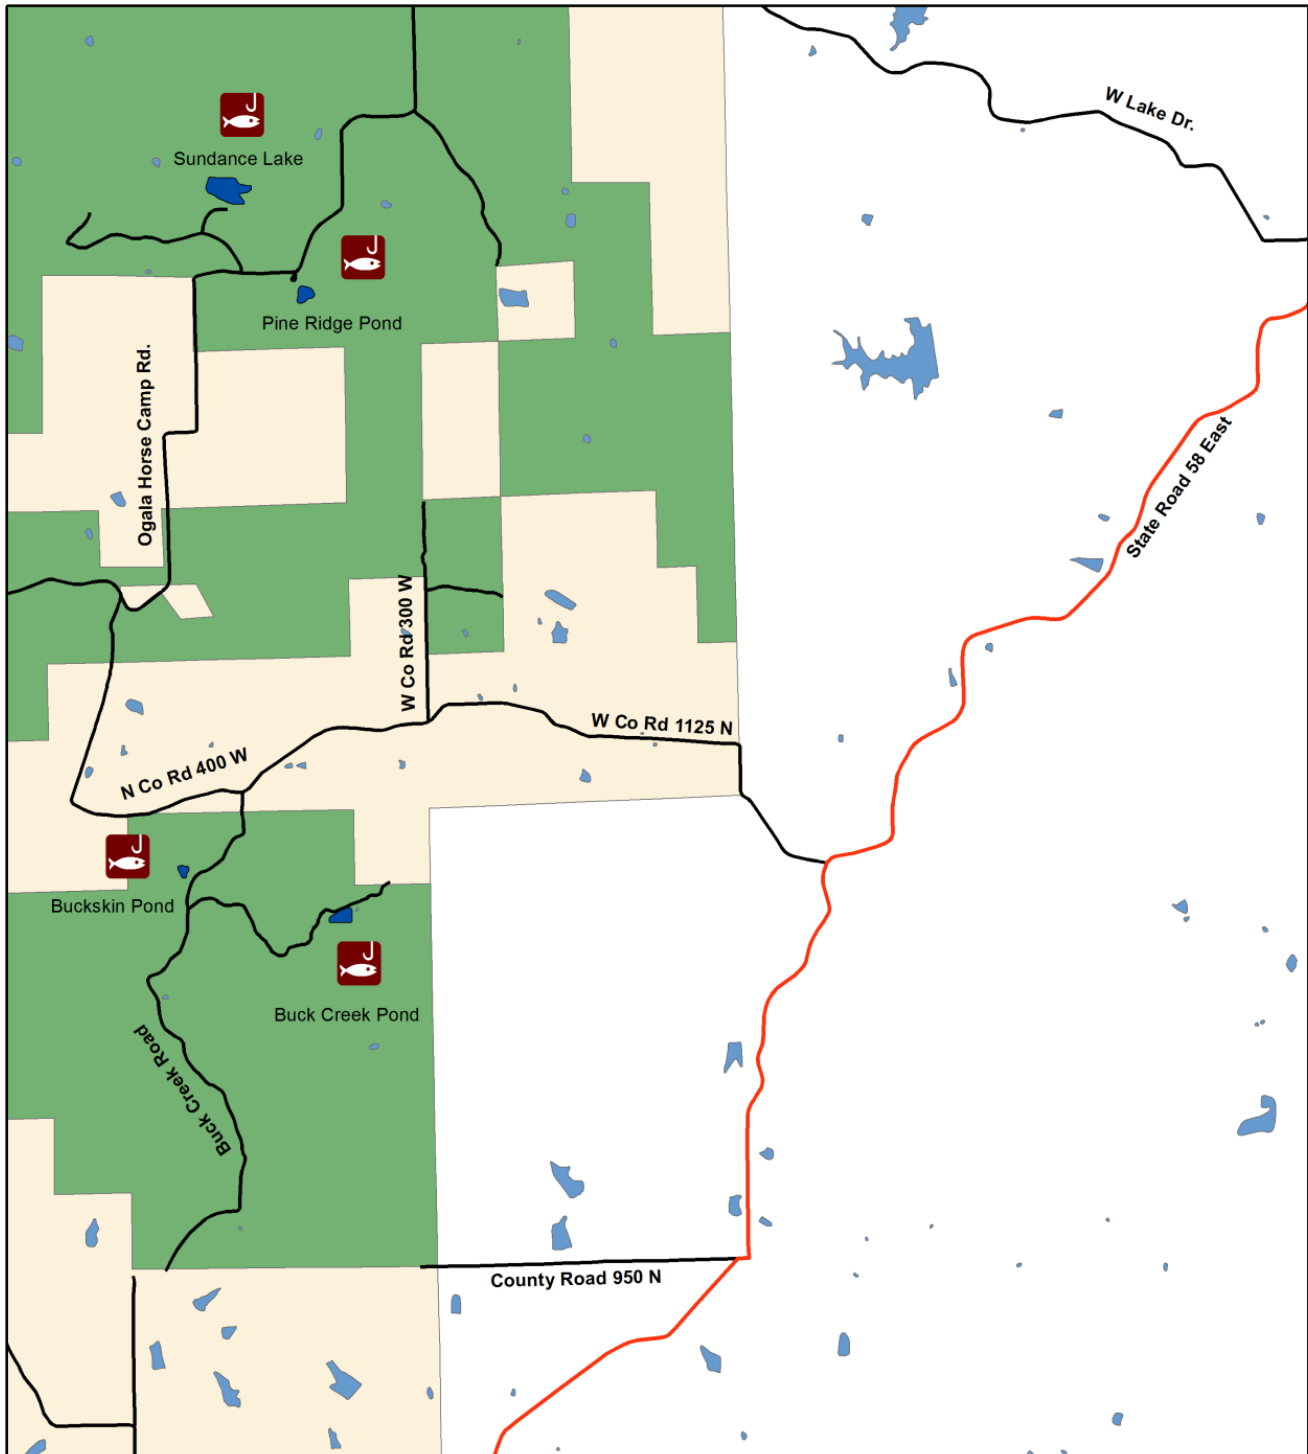 W Lake Dr.
Sundance Lake
Pine Ridge Pond
Ogala Horse Camp Rd.
State Road 58 East
W Co Rd 300 W
W Co Rd 1125 N
N Co Rd 400 W
Buckskin Pond
Buck Creek Pond
Buck Creek Road
County Road 950 N